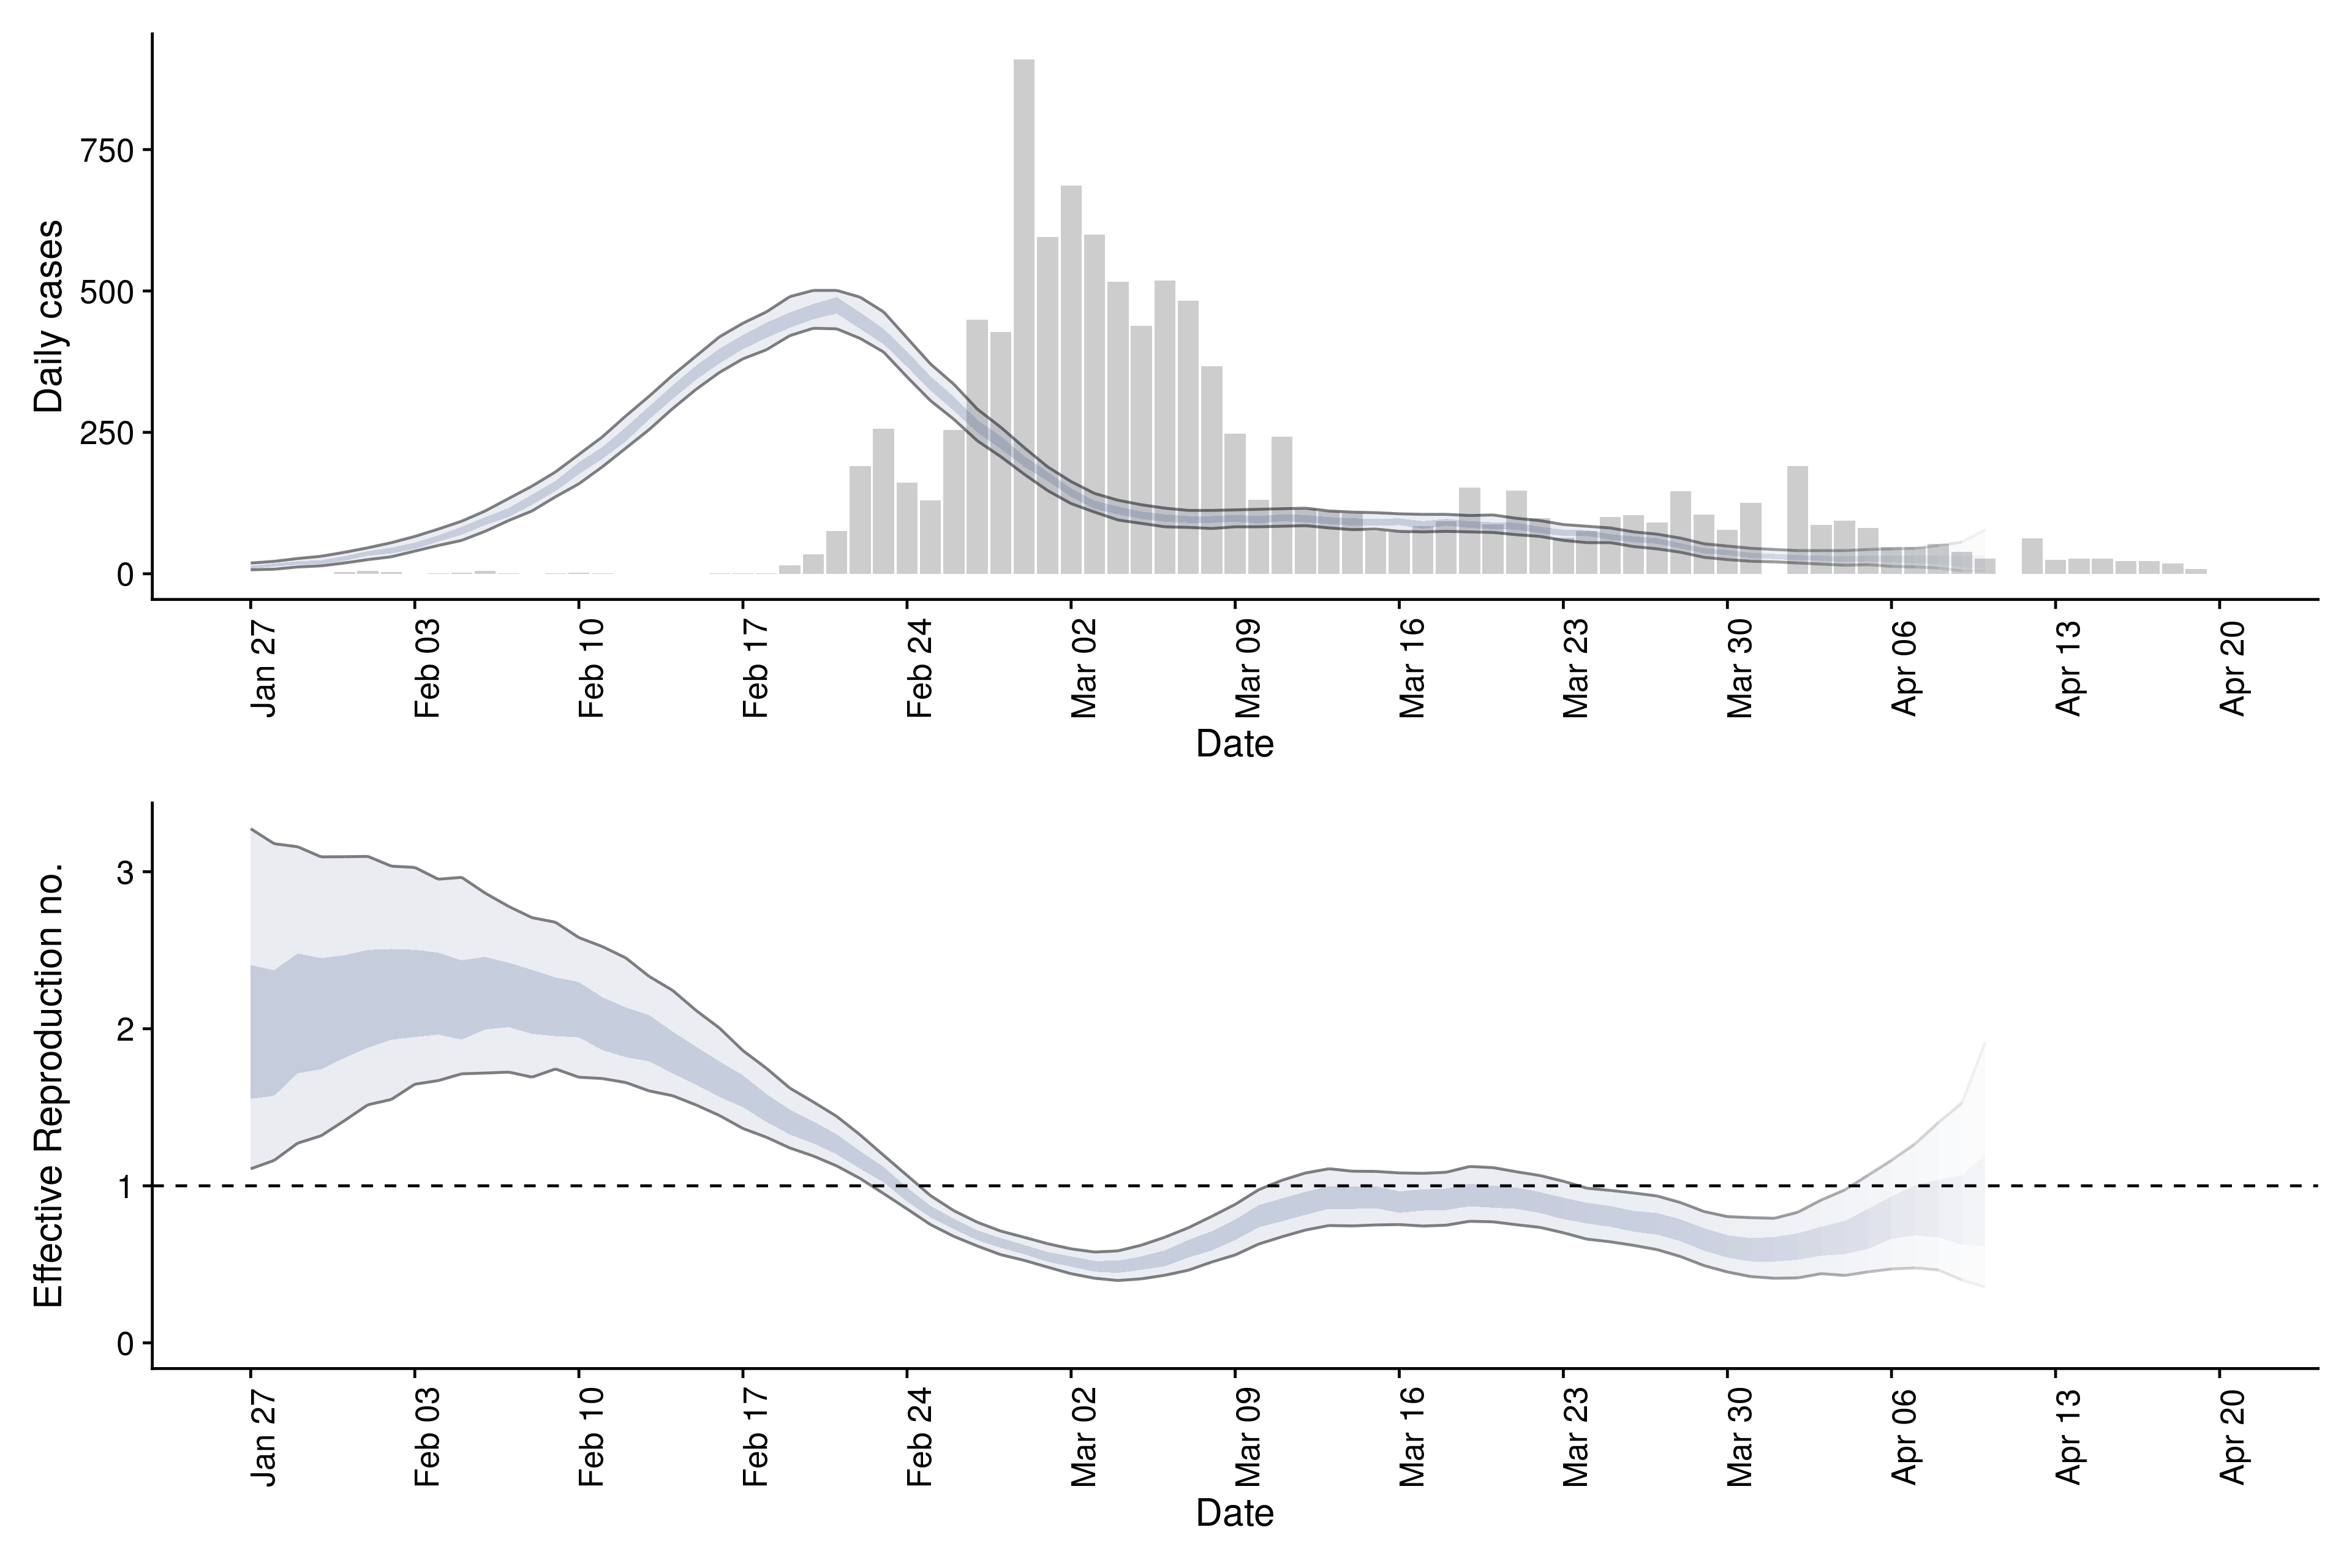 Daily cases
750
500
250
0
Jan 27
Feb 03
Feb 10
Feb 17
Feb 24
Mar 02
Mar 09
Mar 16
Mar 23
Mar 30
Apr 06
Apr 13
Apr 20
Date
Effective Reproduction no.
3
2
1
0
Jan 27
Feb 03
Feb 10
Feb 17
Feb 24
Mar 02
Mar 09
Mar 16
Mar 23
Mar 30
Apr 06
Apr 13
Apr 20
Date